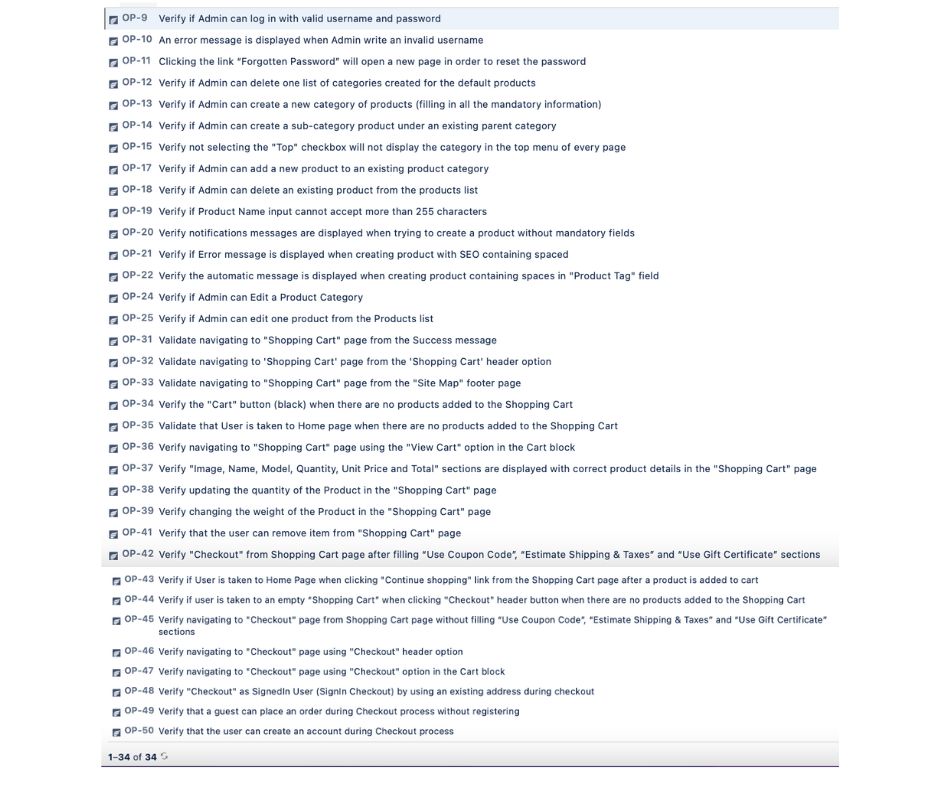 OP-9 Verify if Admin can log in with valid username and password
OP-10 An error message is displayed when Admin write an invalid username
OP-11 Clicking the link "Forgotten Password" will open a new page in order to reset the password
OP-12 Verify if Admin can delete one list of categories created for the default products
OP-13 Verify if Admin can create a new category of products (filling in all the mandatory information)
OP-14 Verify if Admin can create a sub-category product under an existing parent category
OP-15 Verify not selecting the "Top" checkbox will not display the category in the top menu of every page
OP-17 Verify if Admin can add a new product to an existing product category
OP-18 Verify if Admin can delete an existing product from the products list
OP-19 Verify if Product Name input cannot accept more than 255 characters
OP-20 Verify notifications messages are displayed when trying to create a product without mandatory fields
OP-21 Verify if Error message is displayed when creating product with SEO containing spaced
OP-22 Verify the automatic message is displayed when creating product containing spaces in "Product Tag" field
OP-24 Verify if Admin can Edit a Product Category
OP-25 Verify if Admin can edit one product from the Products list
OP-31 Validate navigating to "Shopping Cart" page from the Success message
OP-32 Validate navigating to 'Shopping Cart' page from the 'Shopping Cart' header option
OP-33 Validate navigating to "Shopping Cart" page from the "Site Map" footer page
OP-34 Verify the "Cart" button (black) when there are no products added to the Shopping Cart
OP-35 Validate that User is taken to Home page when there are no products added to the Shopping Cart
OP-36 Verify navigating to "Shopping Cart" page using the "View Cart" option in the Cart block
OP-37 Verify "Image, Name, Model, Quantity, Unit Price and Total" sections are displayed with correct product details in the "Shopping Cart" page
OP-38 Verify updating the quantity of the Product in the "Shopping Cart" page
OP-39 Verify changing the weight of the Product in the "Shopping Cart" page
OP-41 Verify that the user can remove item from "Shopping Cart" page
OP-42 Verify "Checkout" from Shopping Cart page after filling “Use Coupon Code”, “Estimate Shipping & Taxes” and “Use Gift Certificate” sections
OP-43 Verify if User is taken to Home Page when clicking "Continue shopping" link from the Shopping Cart page after a product is added to cart
OP-44 Verify if user is taken to an empty "Shopping Cart" when clicking "Checkout" header button when there are no products added to the Shopping Cart
OP-45 Verify navigating to "Checkout" page from Shopping Cart page without filling “Use Coupon Code”, “Estimate Shipping & Taxes” and “Use Gift Certificate”
sections
OP-46 Verify navigating to "Checkout" page using "Checkout" header option
OP-47 Verify navigating to "Checkout" page using "Checkout" option in the Cart block
OP-48 Verify "Checkout" as SignedIn User (SignIn Checkout) by using an existing address during checkout
OP-49 Verify that a guest can place an order during Checkout process without registering
OP-50 Verify that the user can create an account during Checkout process
1–34 of 34